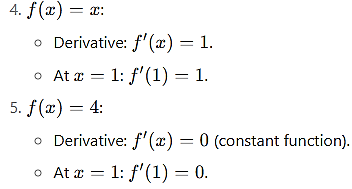 4. f(x) = x:
○ Derivative: f′(x) = 1.
○ At x = 1: f′(1) = 1.
5. f(x) = 4:
○ Derivative: f′(x) = 0 (constant function).
○ At x = 1: f′(1) = 0.